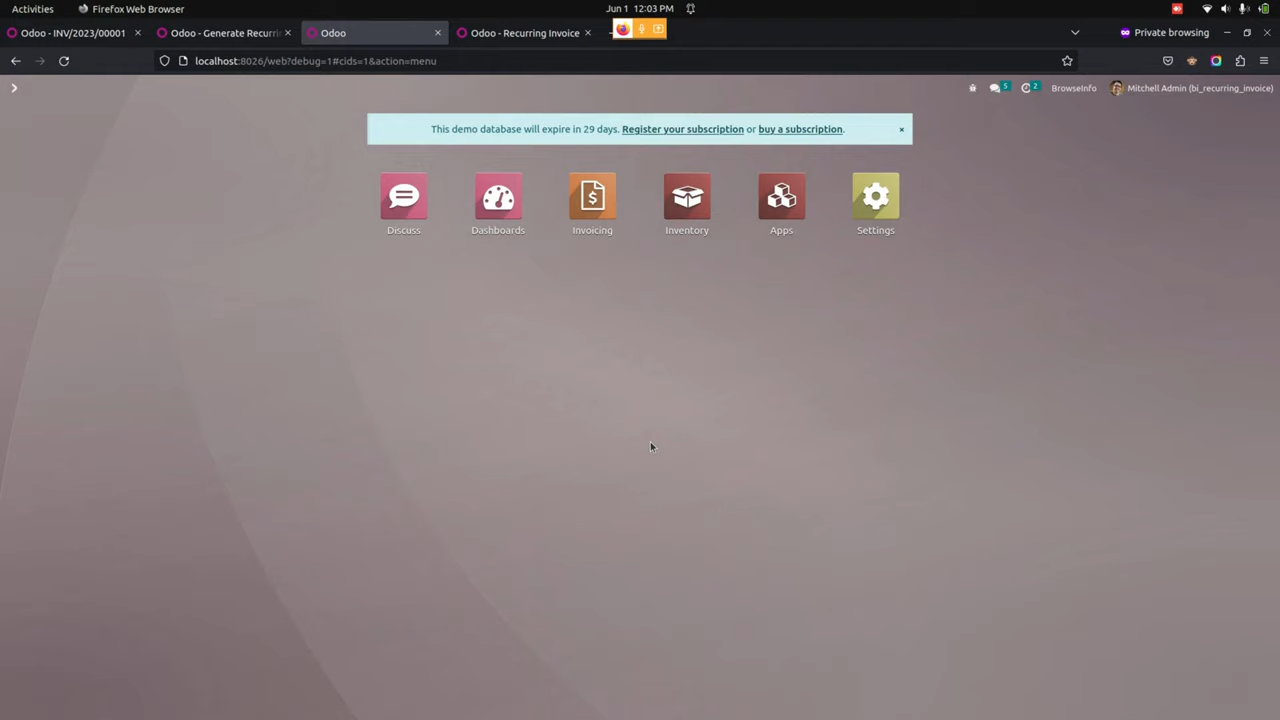 Activities
Firefox Web Browser
Jun 1 12:03 PM
Odoo - INV/2023/00001
Odoo - Generate Recurri
Odoo
Odoo - Recurring Invoice
Private browsing
localhost:8026/web?debug=1#cids=1&action=menu
5
2
BrowseInfo
Mitchell Admin (bi_recurring_invoice)
This demo database will expire in 29 days. Register your subscription or buy a subscription.
Discuss
Dashboards
Invoicing
Inventory
Apps
Settings